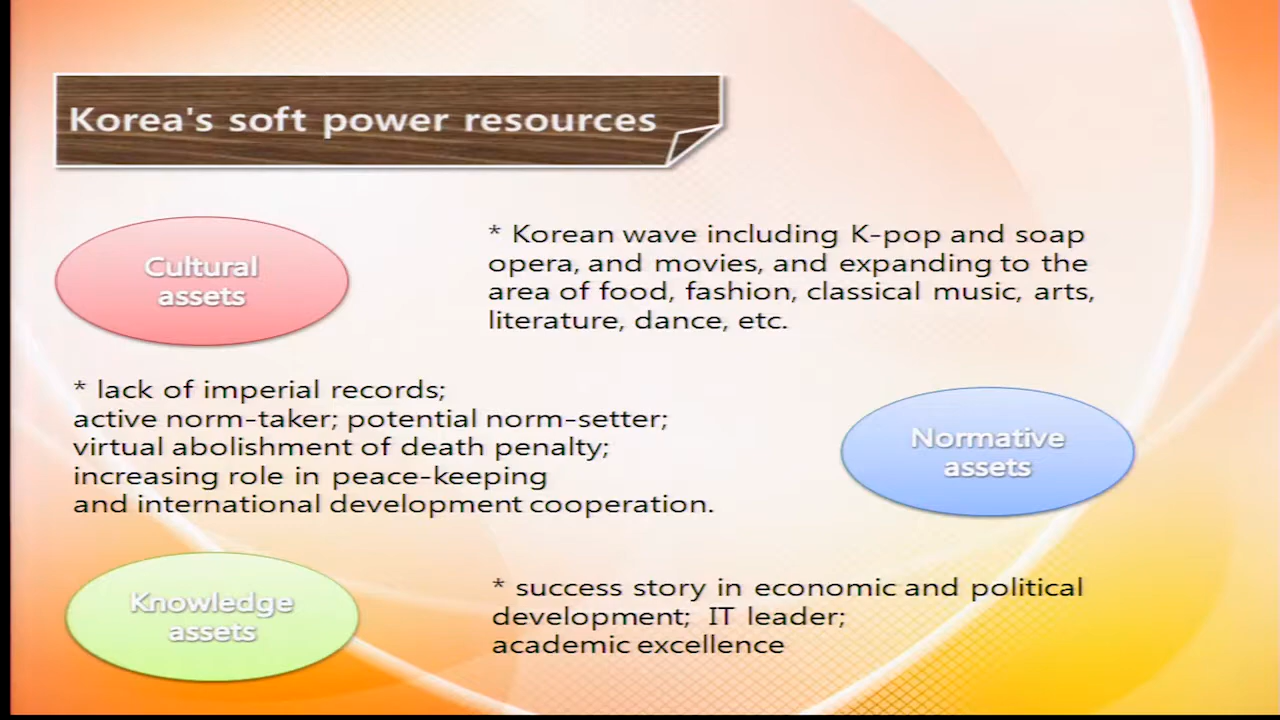 Korea's soft power resources
Cultural
assets
* Korean wave including K-pop and soap
opera, and movies, and expanding to the
area of food, fashion, classical music, arts,
literature, dance, etc.
* lack of imperial records;
active norm-taker; potential norm-setter;
virtual abolishment of death penalty;
increasing role in peace-keeping
and international development cooperation.
Normative
assets
Knowledge
assets
* success story in economic and political
development; IT leader;
academic excellence